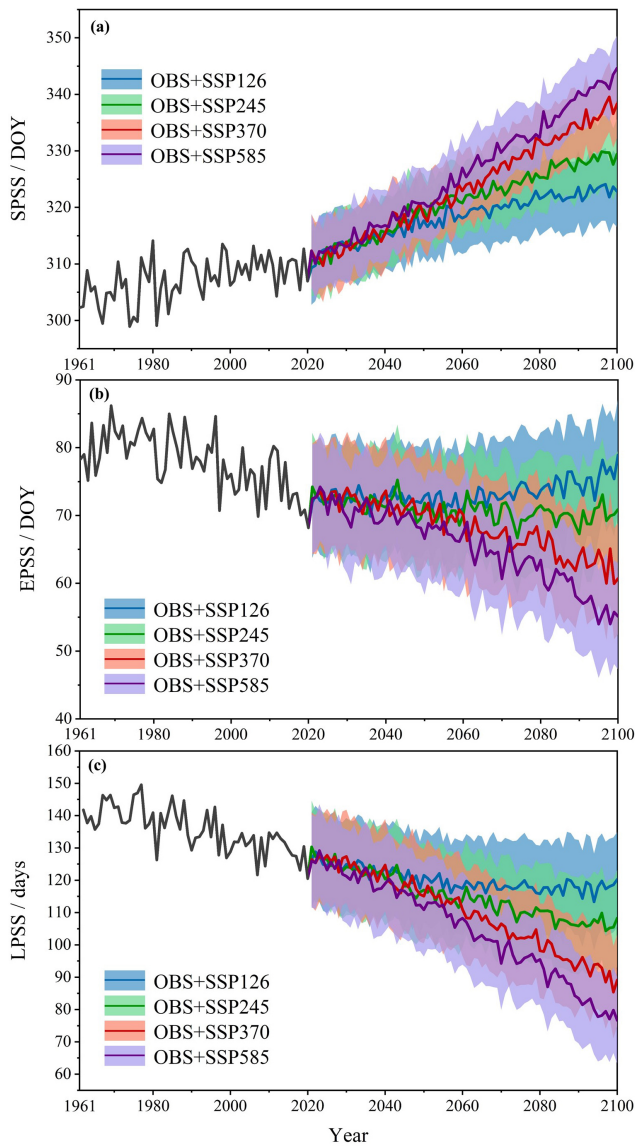 (a)
350
340
330
320
310
300
SPSS / DOY
OBS+SSP126
OBS+SSP245
OBS+SSP370
OBS+SSP585
1961 1980 2000 2020 2040 2060 2080 2100
(b)
90
80
70
60
50
40
EPSS / DOY
OBS+SSP126
OBS+SSP245
OBS+SSP370
OBS+SSP585
1961 1980 2000 2020 2040 2060 2080 2100
(c)
160
150
140
130
120
110
100
90
80
70
60
LPSS / days
OBS+SSP126
OBS+SSP245
OBS+SSP370
OBS+SSP585
1961 1980 2000 2020 2040 2060 2080 2100
Year